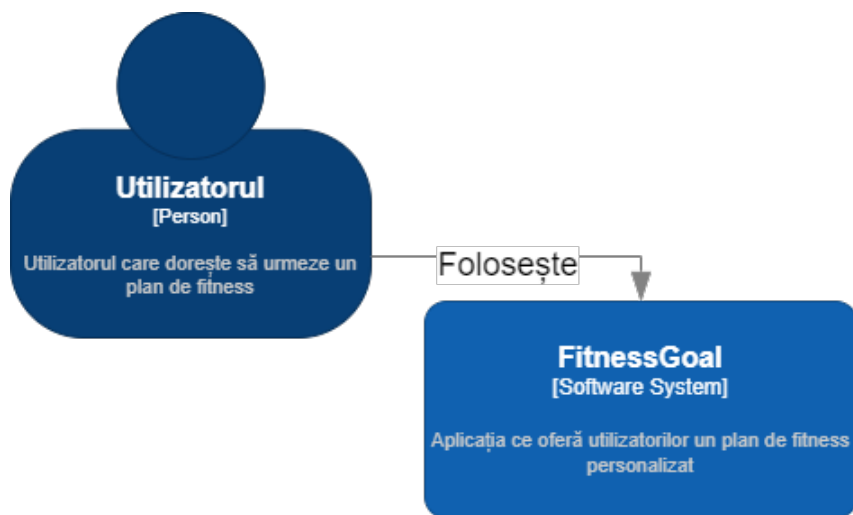 Utilizatorul
[Person]
Utilizatorul care dorește să urmeze un
plan de fitness
Folosește
FitnessGoal
[Software System]
Aplicația ce oferă utilizatorilor un plan de fitness
personalizat